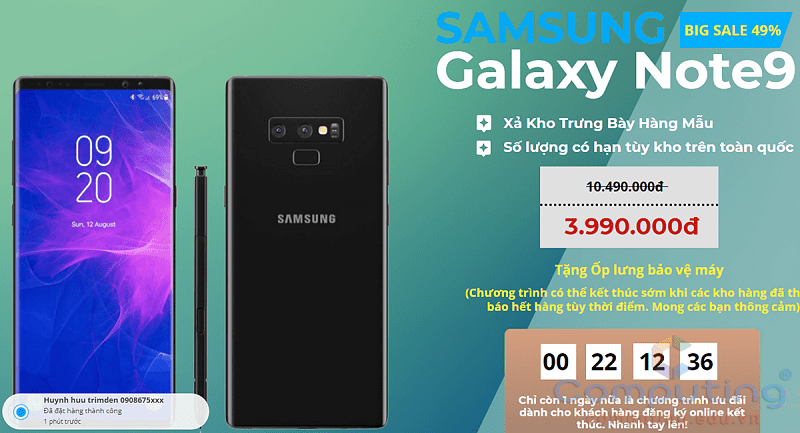 SAMSUNG
BIG SALE 49%
Galaxy Note9
Xả Kho Trưng Bày Hàng Mẫu
Số lượng có hạn tùy kho trên toàn quốc
10.490.000đ
3.990.000đ
Tặng Ốp lưng bảo vệ máy
(Chương trình có thể kết thúc sớm khi các kho hàng đã th
báo hết hàng tùy thời điểm. Mong các bạn thông cảm)
00 22 12 36
Chỉ còn 1 ngày nữa là chương trình ưu đãi
dành cho khách hàng đăng ký online kết
thúc. Nhanh tay lên!
Computing
.edu.vn
69%
09
20
Sun, 12 August
SAMSUNG
Huynh huu trimden 0908675xxx
Đã đặt hàng thành công
1 phút trước